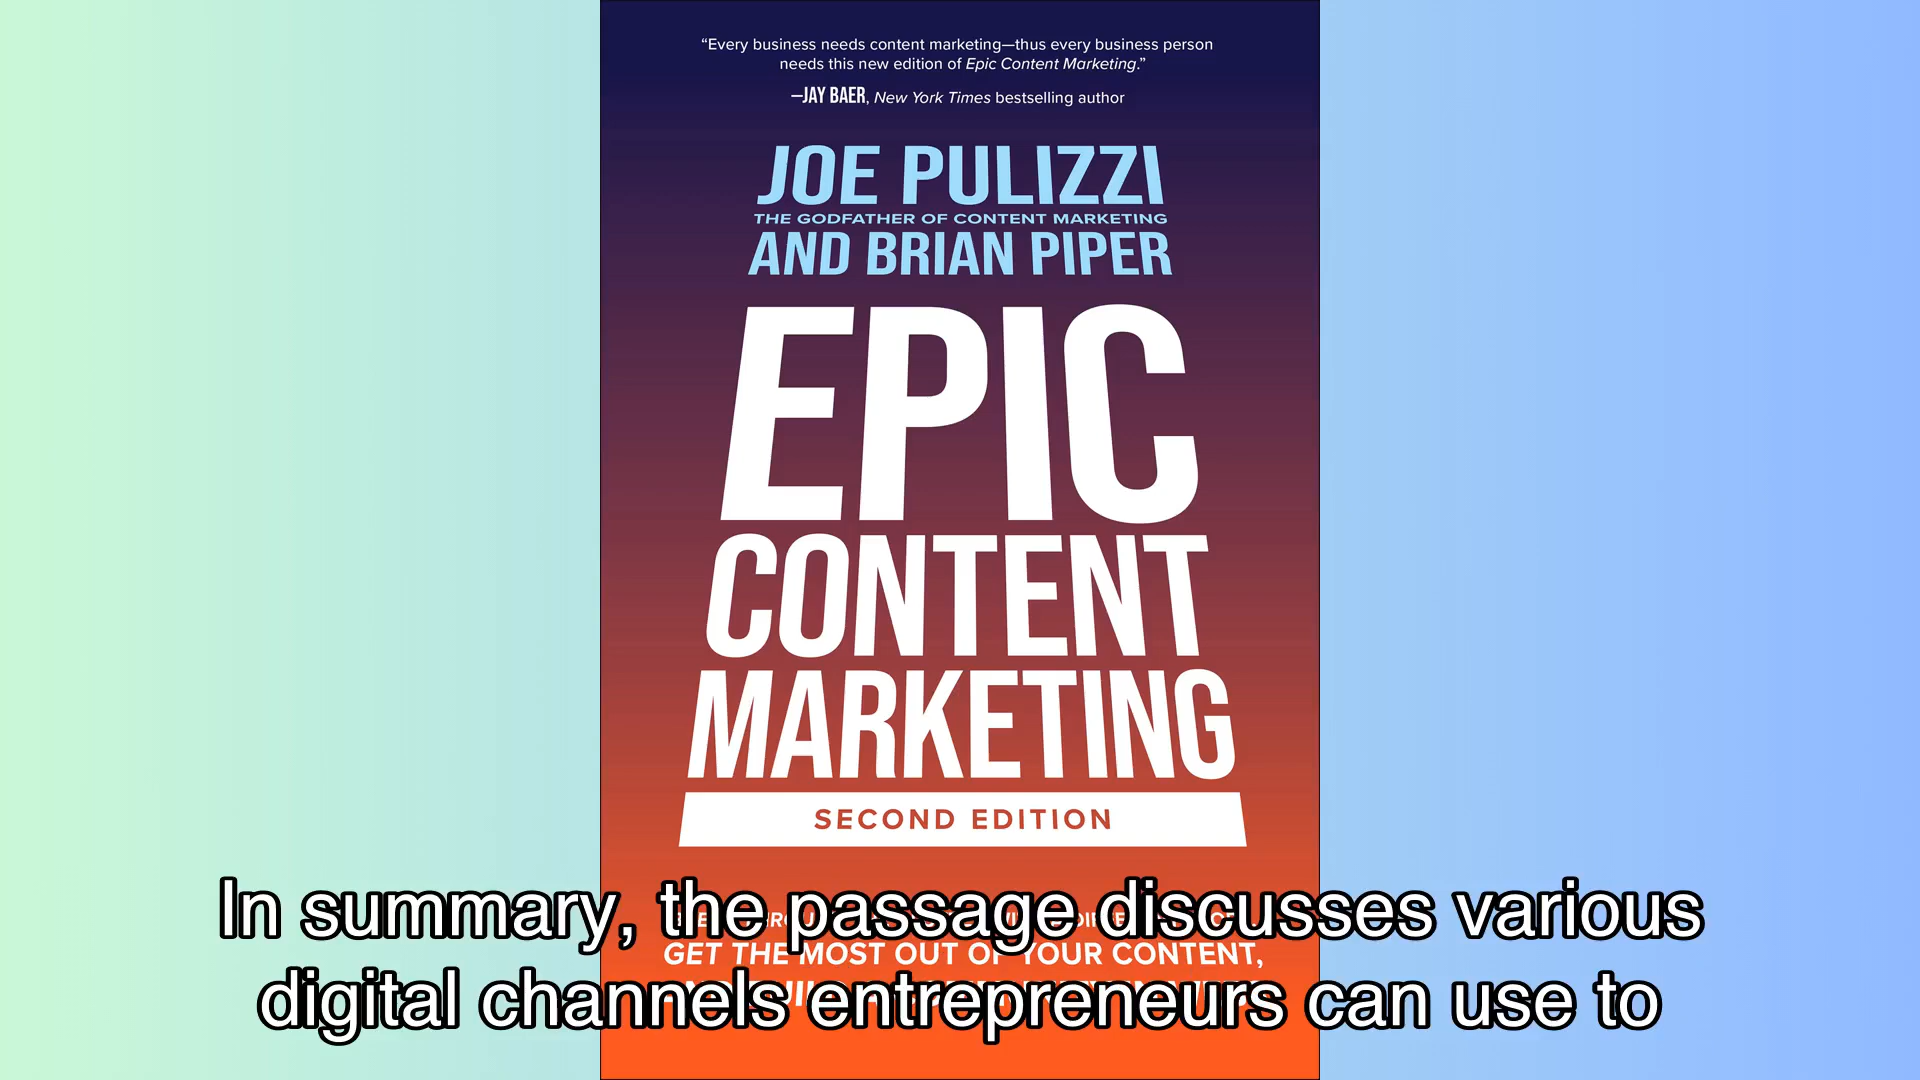 “Every business needs content marketing—thus every business person
needs this new edition of Epic Content Marketing.”
—JAY BAER, New York Times bestselling author
JOE PULIZZI
THE GODFATHER OF CONTENT MARKETING
AND BRIAN PIPER
EPIC
CONTENT
MARKETING
SECOND EDITION
In summary, the passage discusses various
GET THE MOST OUT OF YOUR CONTENT,
digital channels entrepreneurs can use to